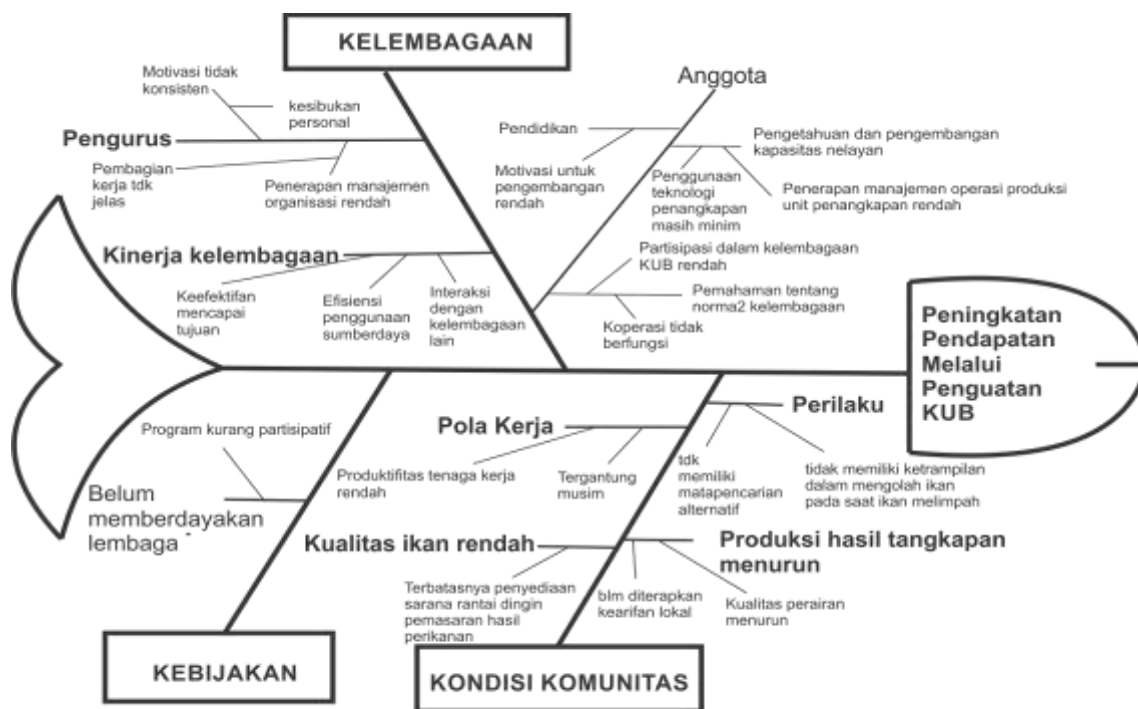 KELEMBAGAAN
Motivasi tidak
konsisten
kesibukan
personal
Pengurus
Pembagian
kerja tdk
jelas
Penerapan manajemen
organisasi rendah
Kinerja kelembagaan
Keefektifan
mencapai
tujuan
Efisiensi
penggunaan
sumberdaya
Interaksi
dengan
kelembagaan
lain
Anggota
Pendidikan
Motivasi untuk
pengembangan
rendah
Pengetahuan dan pengembangan
kapasitas nelayan
Penggunaan
teknologi
penangkapan
masih minim
Penerapan manajemen operasi produksi
unit penangkapan rendah
Partisipasi dalam kelembagaan
KUB rendah
Pemahaman tentang
norma2 kelembagaan
Koperasi tidak
berfungsi
Peningkatan
Pendapatan
Melalui
Penguatan
KUB
Program kurang partisipatif
Belum
memberdayakan
lembaga
KEBIJAKAN
Pola Kerja
Produktifitas tenaga kerja
rendah
Tergantung
musim
Perilaku
tdk
memiliki
matapencarian
alternatif
tidak memiliki ketrampilan
dalam mengolah ikan
pada saat ikan melimpah
Kualitas ikan rendah
Terbatasnya penyediaan
sarana rantai dingin
pemasaran hasil
perikanan
Produksi hasil tangkapan
menurun
blm diterapkan
kearifan lokal
Kualitas perairan
menurun
KONDISI KOMUNITAS